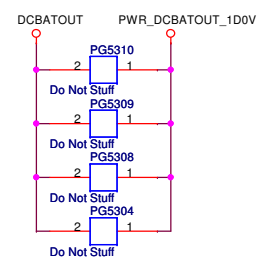 DCBATOUT PWR_DCBATOUT_1D0V
PG5310
2 1
Do Not Stuff
PG5309
2 1
Do Not Stuff
PG5308
2 1
Do Not Stuff
PG5304
2 1
Do Not Stuff